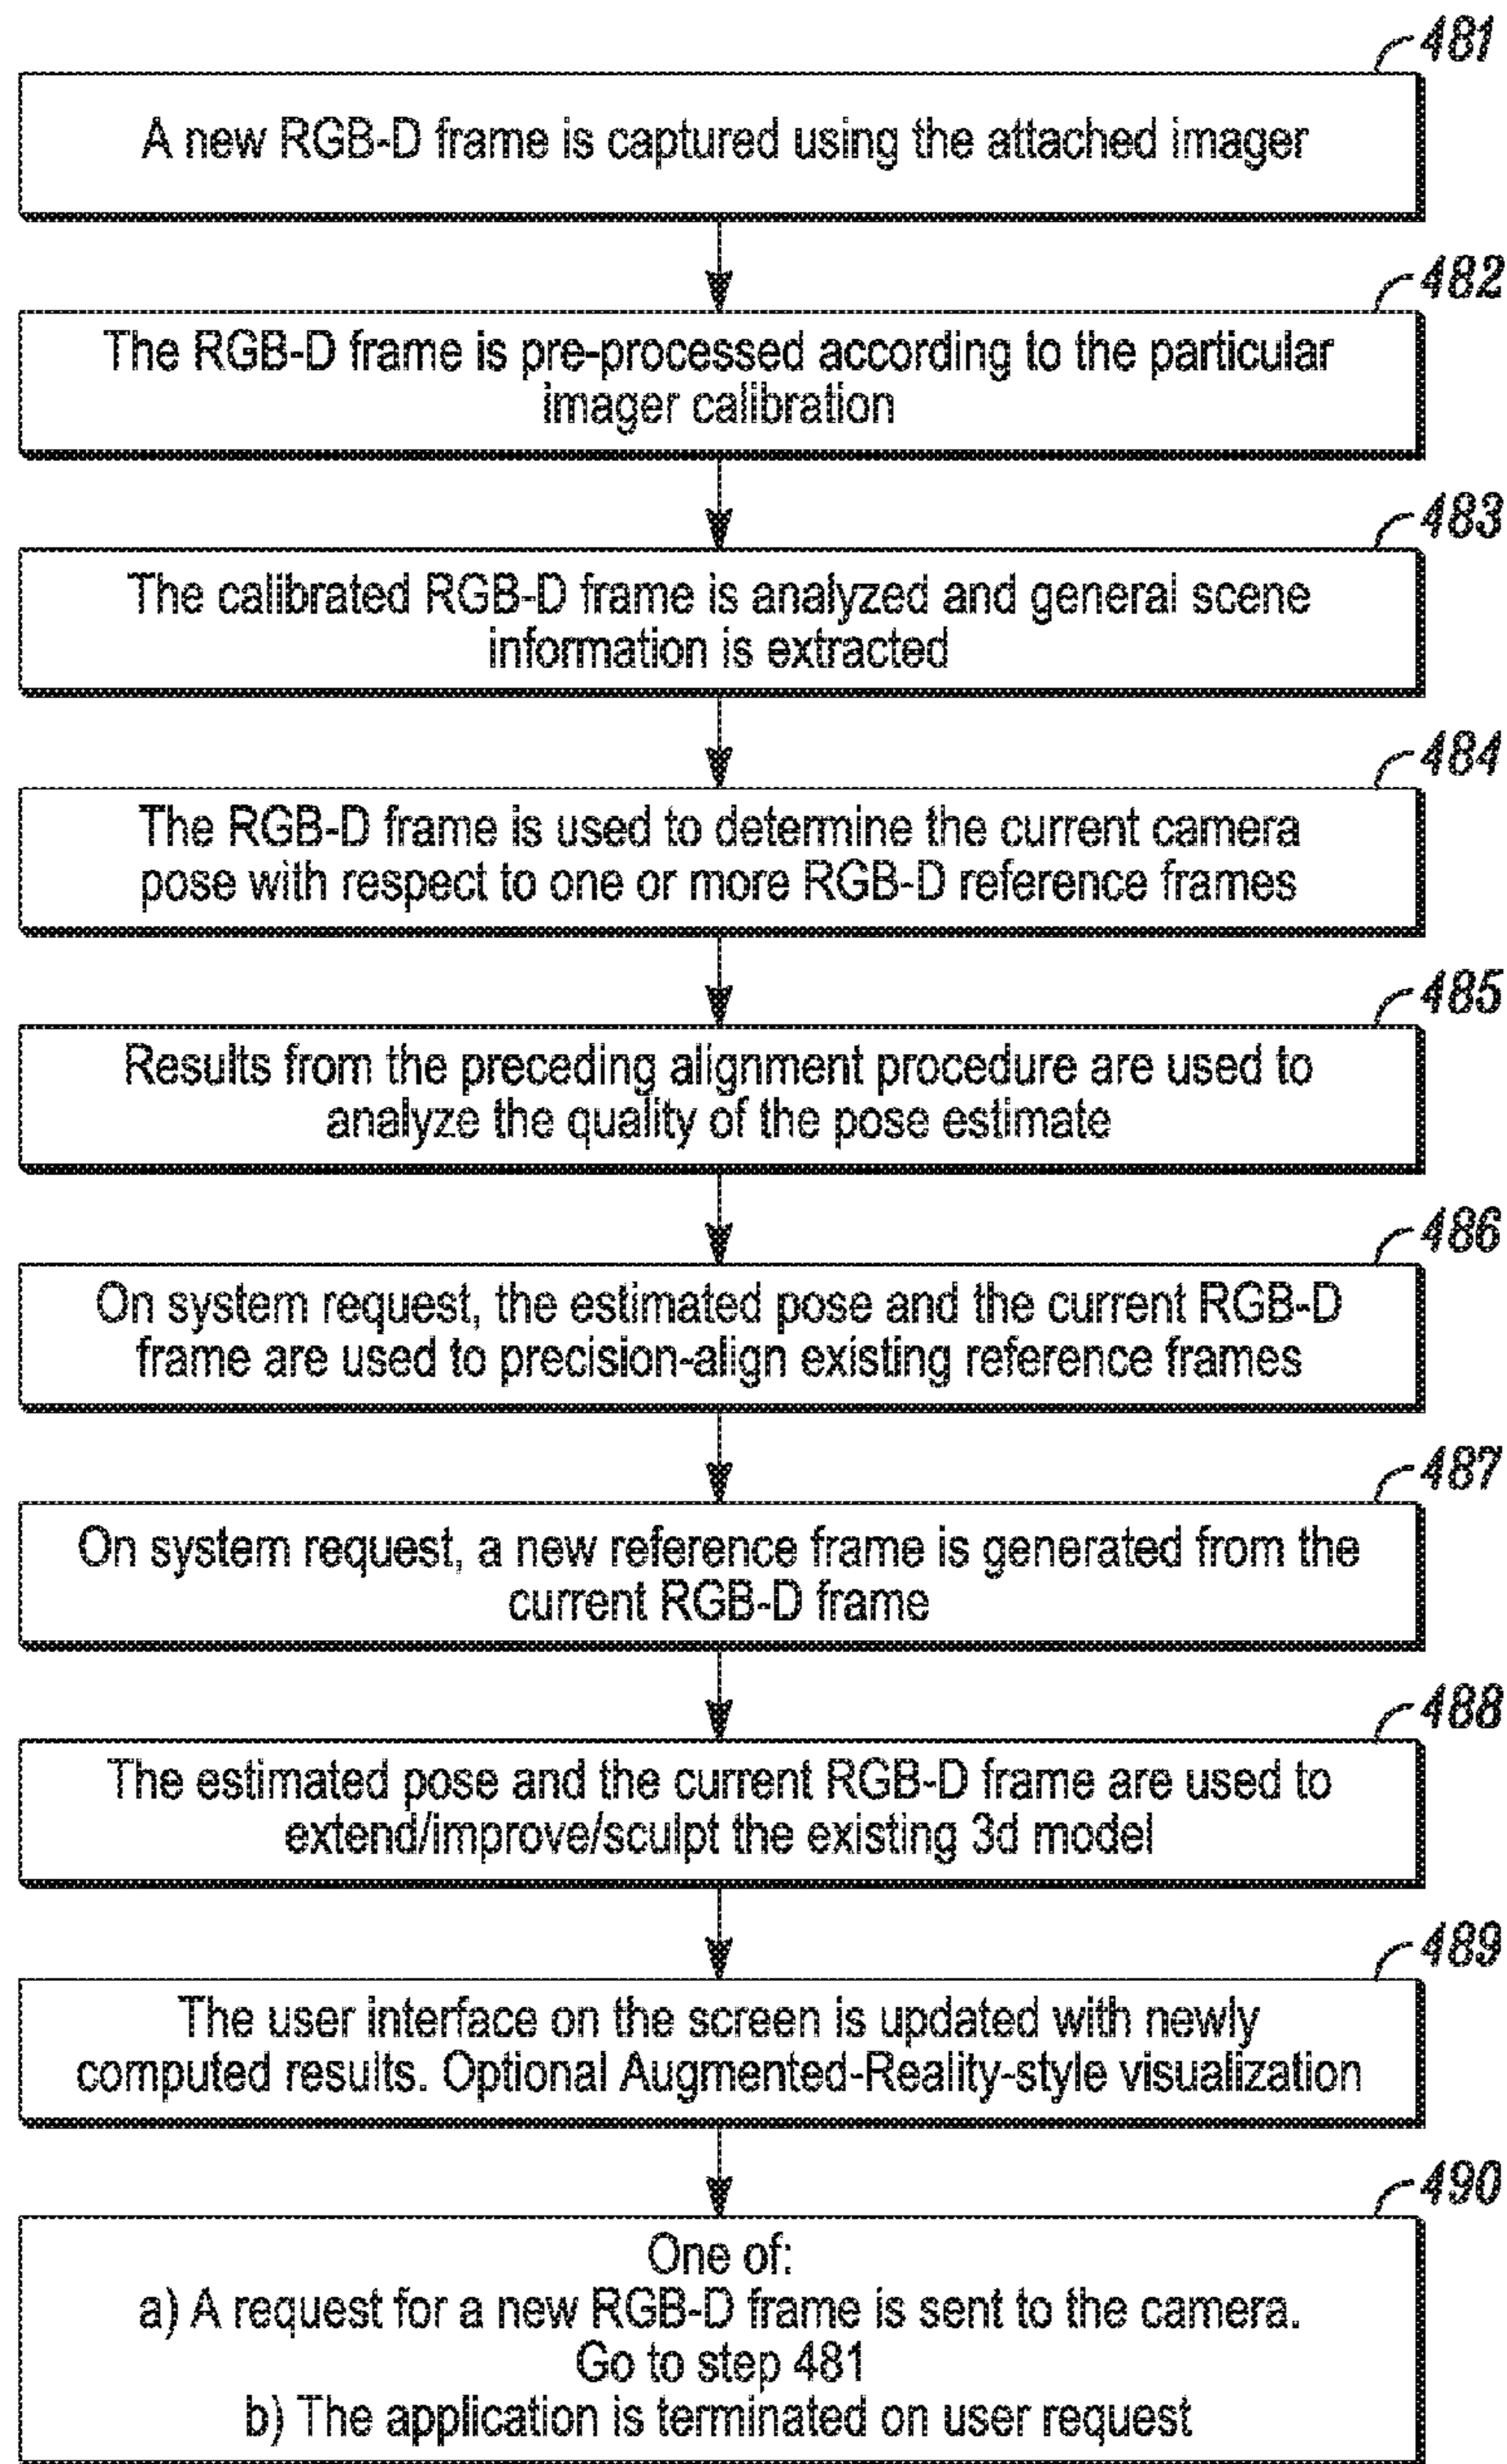 481
A new RGB-D frame is captured using the attached imager
482
The RGB-D frame is pre-processed according to the particular
imager calibration
483
The calibrated RGB-D frame is analyzed and general scene
information is extracted
484
The RGB-D frame is used to determine the current camera
pose with respect to one or more RGB-D reference frames
485
Results from the preceding alignment procedure are used to
analyze the quality of the pose estimate
486
On system request, the estimated pose and the current RGB-D
frame are used to precision-align existing reference frames
487
On system request, a new reference frame is generated from the
current RGB-D frame
488
The estimated pose and the current RGB-D frame are used to
extend/improve/sculpt the existing 3d model
489
The user interface on the screen is updated with newly
computed results. Optional Augmented-Reality-style visualization
490
One of:
a) A request for a new RGB-D frame is sent to the camera.
Go to step 481
b) The application is terminated on user request